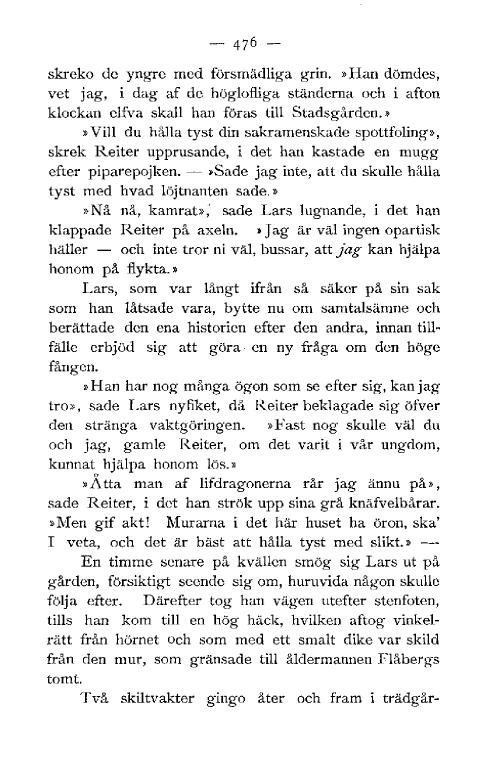 — 476 —
skreko de yngre med försmädliga grin. »Han dömdes,
vet jag, i dag af de höglofliga ständerna och i afton
klockan elfva skall han föras till Stadsgården.»
»Vill du hålla tyst din sakramenskade spottfoling»,
skrek Reiter upprusande, i det han kastade en mugg
efter piparepojken. — »Sade jag inte, att du skulle hålla
tyst med hvad löjtnanten sade.»
»Nå nå, kamrat», sade Lars lugnande, i det han
klappade Reiter på axeln. »Jag är väl ingen opartisk
häller — och inte tror ni väl, bussar, att jag kan hjälpa
honom på flykta.»
Lars, som var långt ifrån så säker på sin sak
som han låtsade vara, bytte nu om samtalsämne och
berättade den ena historien efter den andra, innan till-
fälle erbjöd sig att göra en ny fråga om den höge
fången.
»Han har nog många ögon som se efter sig, kan jag
tro», sade Lars nyfiket, då Reiter beklagade sig öfver
den stränga vaktgöringen. »Fast nog skulle väl du
och jag, gamle Reiter, om det varit i vår ungdom,
kunnat hjälpa honom lös.»
»Åtta man af lifdragonerna rår jag ännu på»,
sade Reiter, i det han strök upp sina grå knäfvelbårar.
»Men gif akt! Murarna i det här huset ha öron, ska'
I veta, och det är bäst att hålla tyst med slikt.» —
En timme senare på kvällen smög sig Lars ut på
gården, försiktigt seende sig om, huruvida någon skulle
följa efter. Därefter tog han vägen utefter stenfoten,
tills han kom till en hög häck, hvilken aftog vinkel-
rätt från hörnet och som med ett smalt dike var skild
från den mur, som gränsade till åldermannen Flåbergs
tomt.
Två skiltvakter gingo åter och fram i trädgår-